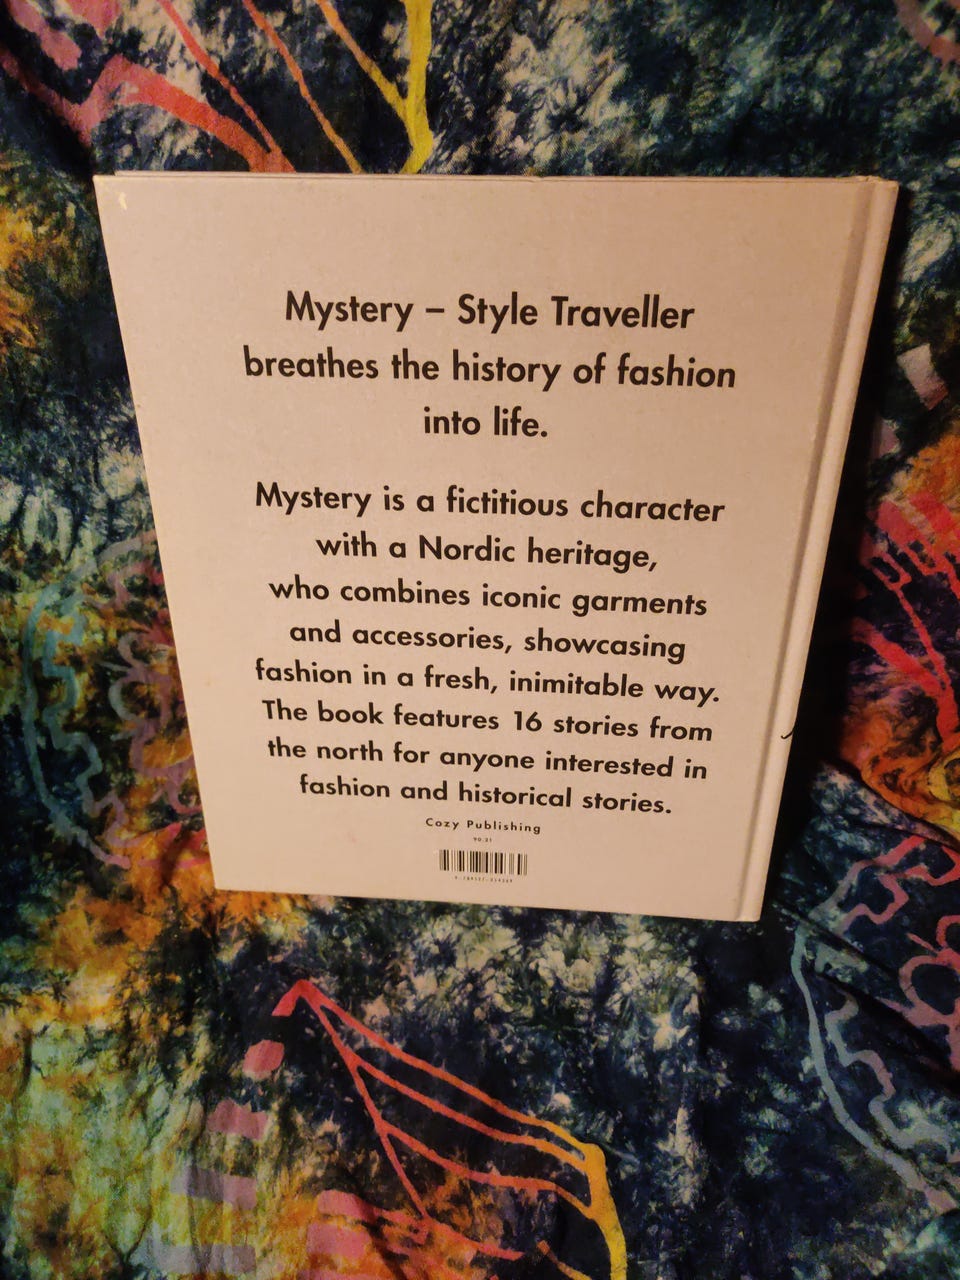 Mystery – Style Traveller
breathes the history of fashion
into life.
Mystery is a fictitious character
with a Nordic heritage,
who combines iconic garments
and accessories, showcasing
fashion in a fresh, inimitable way.
The book features 16 stories from
the north for anyone interested in
fashion and historical stories.
Cozy Publishing
90.21